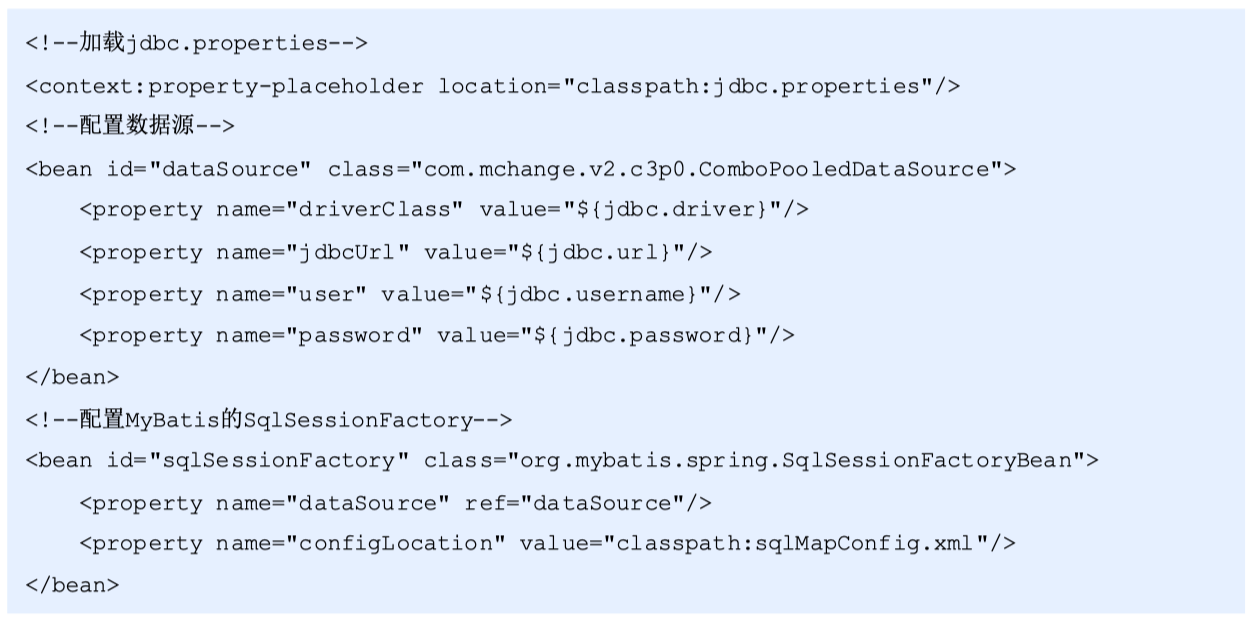 <!--加载jdbc.properties-->
<context:property-placeholder location="classpath:jdbc.properties"/>
<!--配置数据源-->
<bean id="dataSource" class="com.mchange.v2.c3p0.ComboPooledDataSource">
    <property name="driverClass" value="${jdbc.driver}"/>
    <property name="jdbcUrl" value="${jdbc.url}"/>
    <property name="user" value="${jdbc.username}"/>
    <property name="password" value="${jdbc.password}"/>
</bean>
<!--配置MyBatis的SqlSessionFactory-->
<bean id="sqlSessionFactory" class="org.mybatis.spring.SqlSessionFactoryBean">
    <property name="dataSource" ref="dataSource"/>
    <property name="configLocation" value="classpath:sqlMapConfig.xml"/>
</bean>